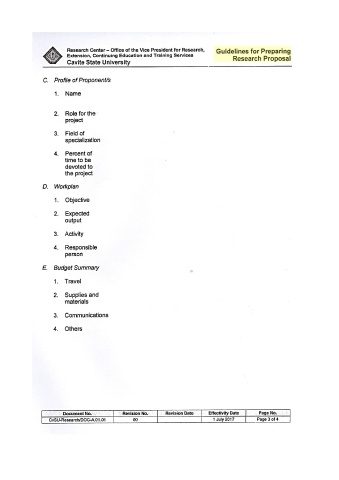 Research Center – Office of the Vice President for Research,
Extension, Continuing Education and Training Services
Cavite State University
Guidelines for Preparing
Research Proposal
C. Profile of Proponent/s
1. Name
2. Role for the
project
3. Field of
specialization
4. Percent of
time to be
devoted to
the project
D. Workplan
1. Objective
2. Expected
output
3. Activity
4. Responsible
person
E. Budget Summary
1. Travel
2. Supplies and
materials
3. Communications
4. Others
Document No. Revision No. Revision Date Effectivity Date Page No.
CvSU-Research/DOC-A.01.01 00 1 July 2017 Page 3 of 4